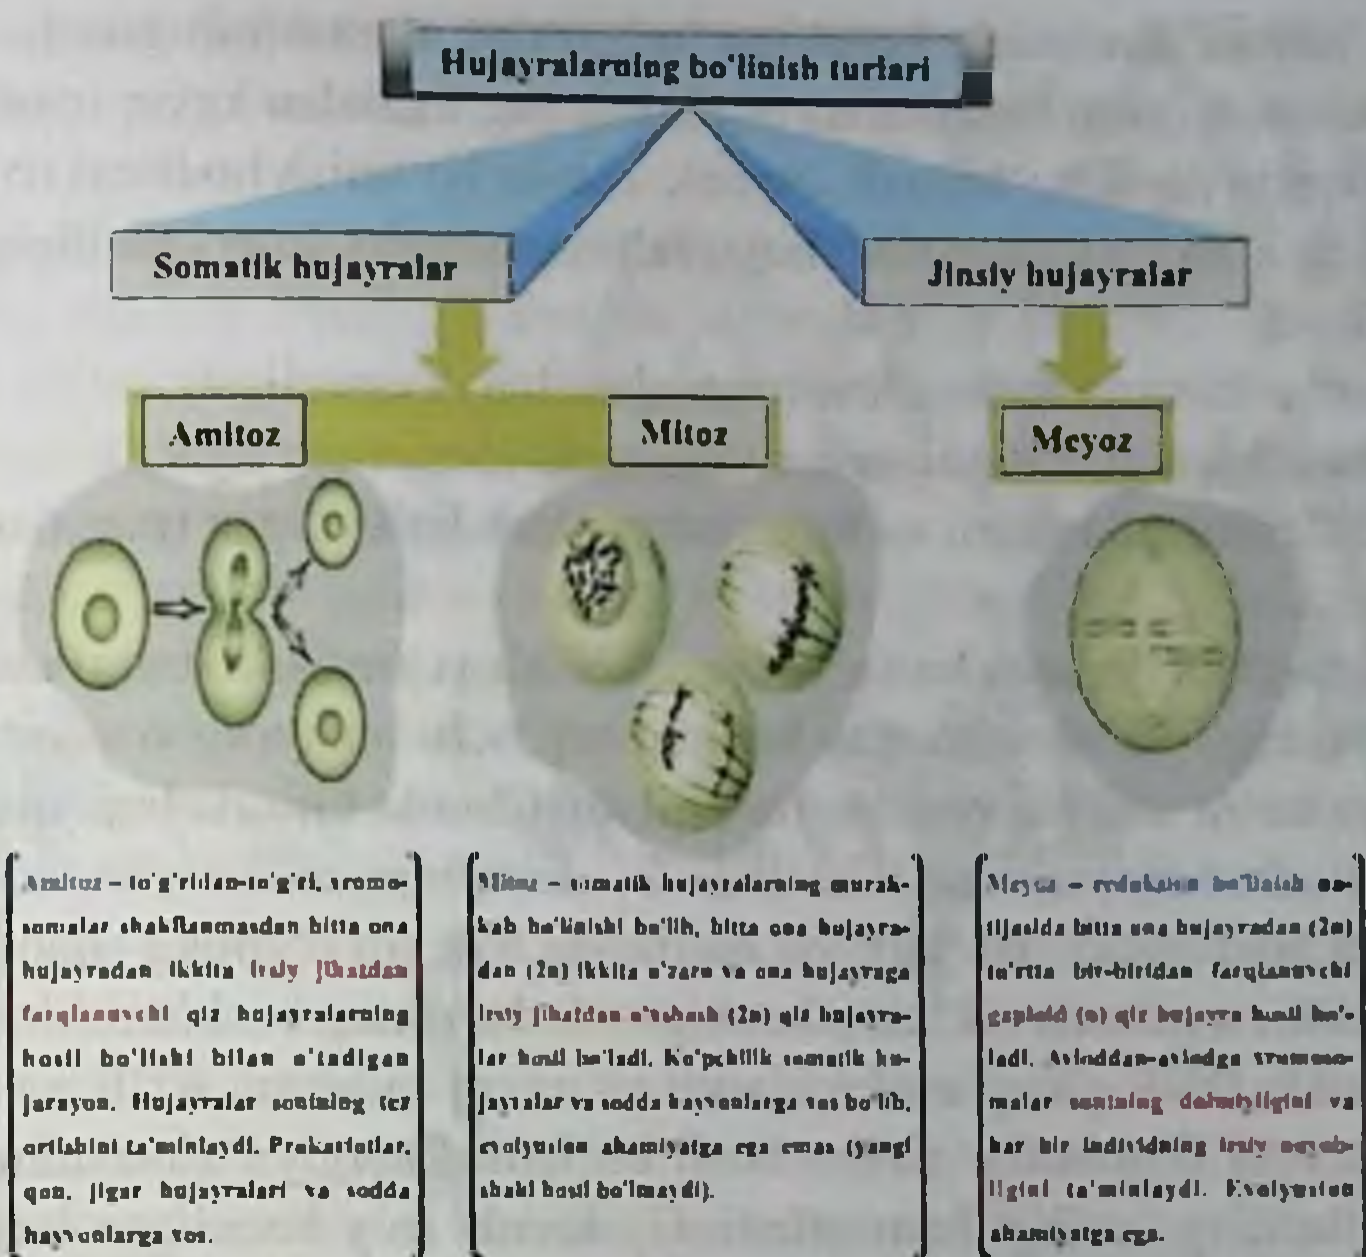 Hujayralarning bo'linish turlari
Somatik hujayralar
Jinsiy hujayralar
Amitoz
Mitoz
Meyoz
Amitoz – to'g'ridan-to'g'ri, xromo-
somalar shakllanmasdan bitta ona
hujayradan ikkita irsiy jihatdan
farqlanuvchi qiz hujayralarning
hosil bo'lishi bilan o'tadigan
jarayon. Hujayralar sonining tez
ortishini ta'minlaydi. Prokariotlar,
qon, jigar hujayralari va sodda
hayvonlarga xos.
Mitoz – somatik hujayralarning murak-
kab bo'linishi bo'lib, bitta ona hujayra-
dan (2n) ikkita o'zaro va ona hujayraga
irsiy jihatdan o'xshash (2n) qiz hujayra-
lar hosil bo'ladi. Ko'pchilik somatik hu-
jayralar va sodda hayvonlarga xos bo'lib,
evolyutsion ahamiyatga ega emas (yangi
shakl hosil bo'lmaydi).
Meyoz – reduksion bo'linish na-
tijasida bitta ona hujayradan (2n)
to'rtta bir-biridan farqlanuvchi
gaploid (n) qiz hujayra hosil bo'-
ladi. Avloddan-avlodga xromoso-
malar sonining doimiyligini va
har bir individning irsiy noyob-
ligini ta'minlaydi. Evolyutsion
ahamiyatga ega.